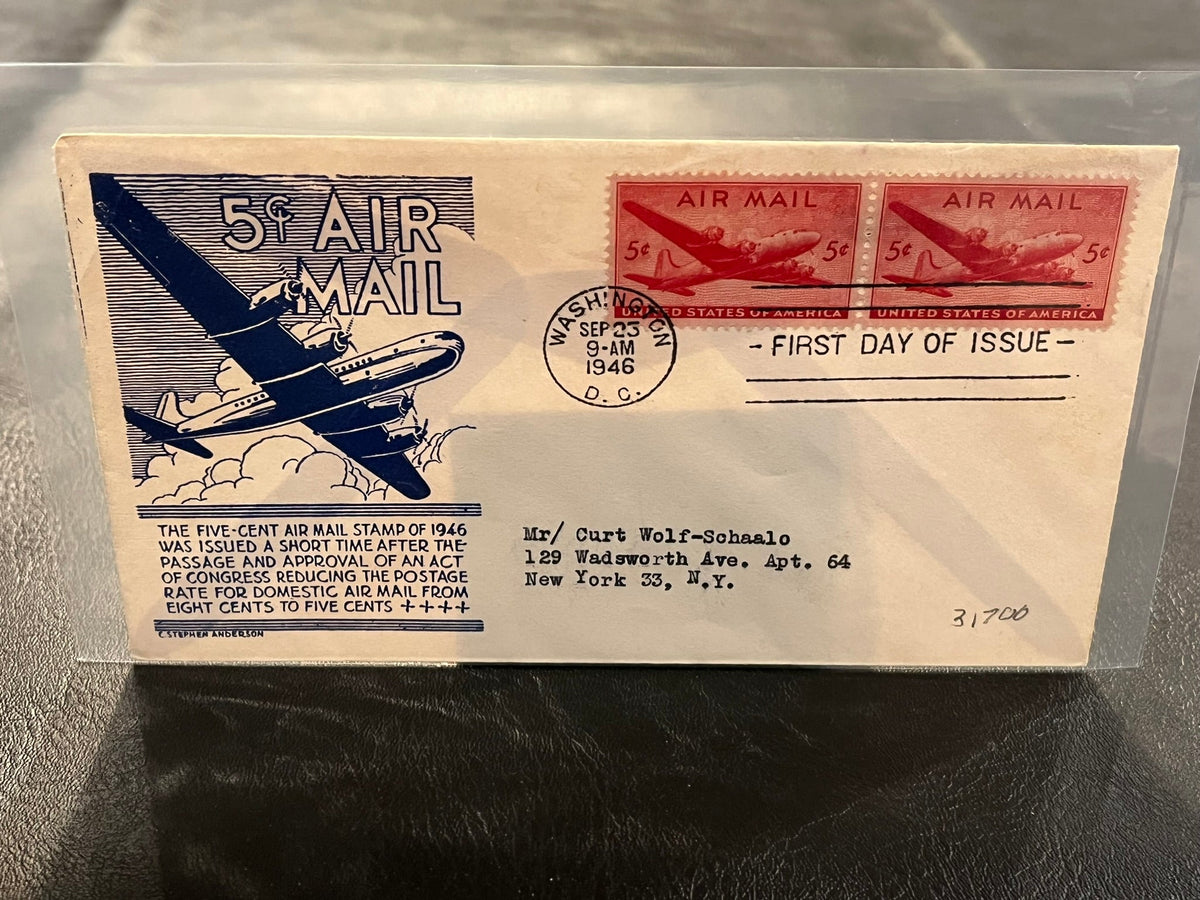 5¢ AIR
MAIL
AIR MAIL
5¢ 5¢
UNITED STATES OF AMERICA
AIR MAIL
5¢ 5¢
UNITED STATES OF AMERICA
WASHINGTON
SEP 23
9-AM
1946
D. C.
- FIRST DAY OF ISSUE -
THE FIVE-CENT AIR MAIL STAMP OF 1946
WAS ISSUED A SHORT TIME AFTER THE
PASSAGE AND APPROVAL OF AN ACT
OF CONGRESS REDUCING THE POSTAGE
RATE FOR DOMESTIC AIR MAIL FROM
EIGHT CENTS TO FIVE CENTS ++++
C. STEPHEN ANDERSON
Mr/ Curt Wolf-Schaalo
129 Wadsworth Ave. Apt. 64
New York 33, N.Y.
31700